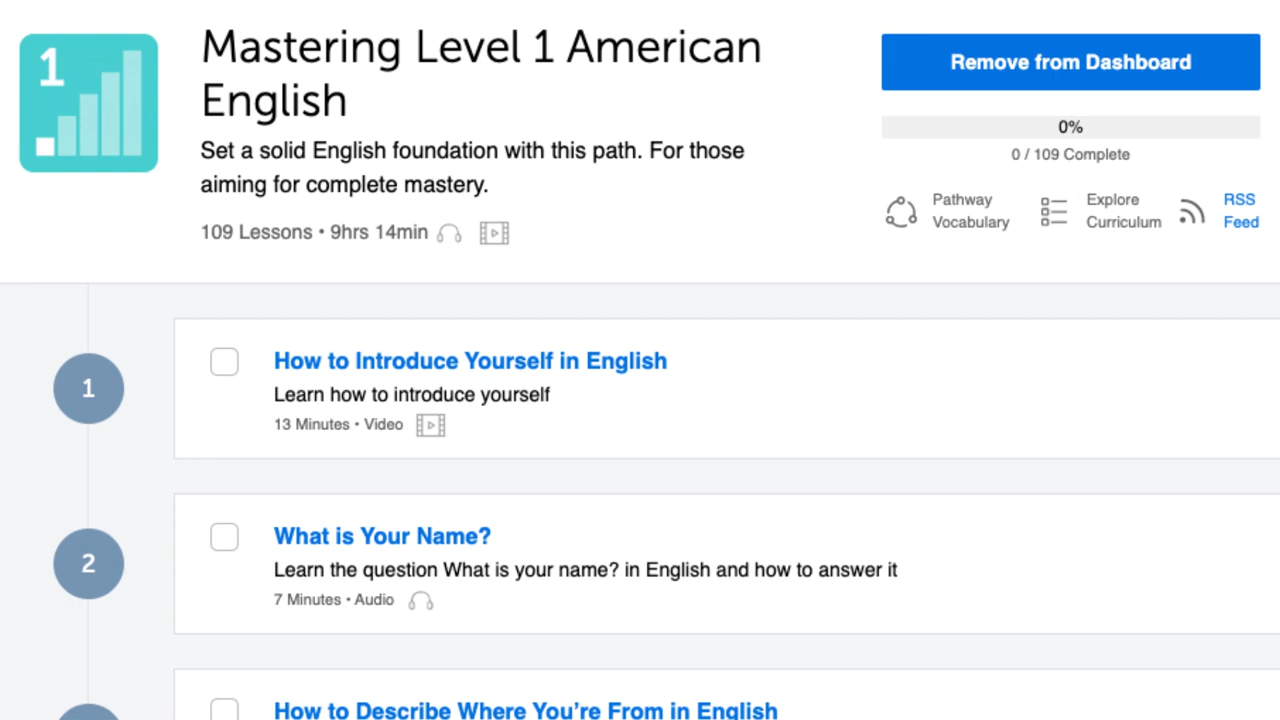 1
Mastering Level 1 American
English
Set a solid English foundation with this path. For those
aiming for complete mastery.
109 Lessons • 9hrs 14min
Remove from Dashboard
0%
0 / 109 Complete
Pathway
Vocabulary
Explore
Curriculum
RSS
Feed
1
How to Introduce Yourself in English
Learn how to introduce yourself
13 Minutes • Video
2
What is Your Name?
Learn the question What is your name? in English and how to answer it
7 Minutes • Audio
How to Describe Where You’re From in English